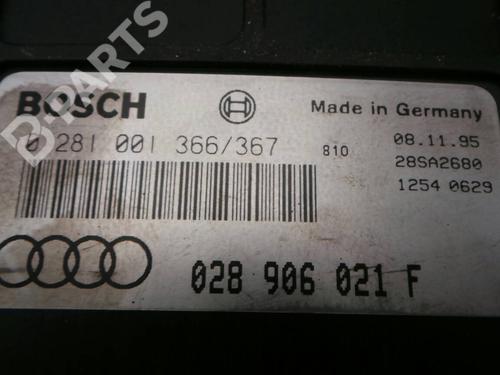 B-PARTS
BOSCH
Made in Germany
0 281 001 366/367
810
08.11.95
28SA2680
1254 0629
028 906 021 F